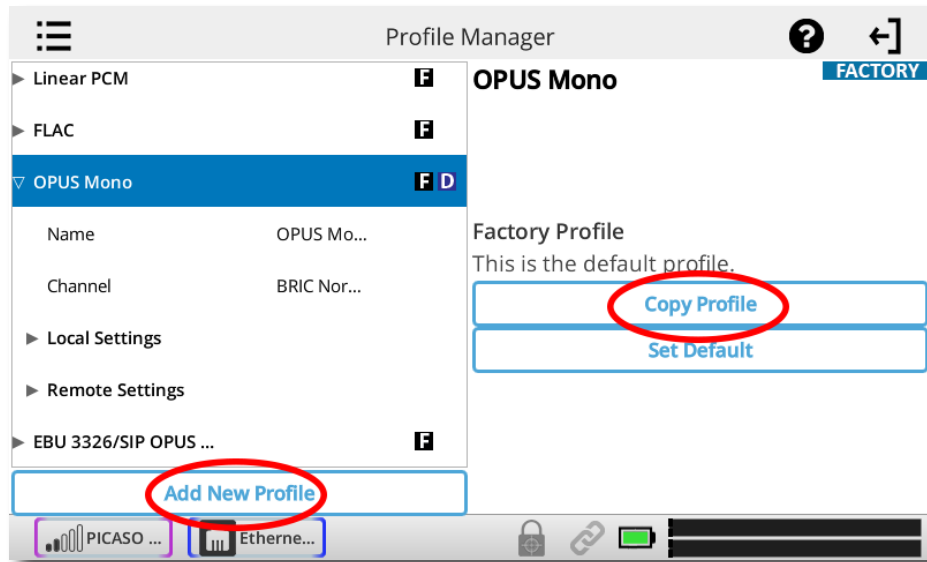 Profile Manager
?
Linear PCM F
FLAC F
OPUS Mono F D
Name OPUS Mo...
Channel BRIC Nor...
Local Settings
Remote Settings
EBU 3326/SIP OPUS ... F
Add New Profile
OPUS Mono
FACTORY
Factory Profile
This is the default profile.
Copy Profile
Set Default
PICASO ...
Etherne...